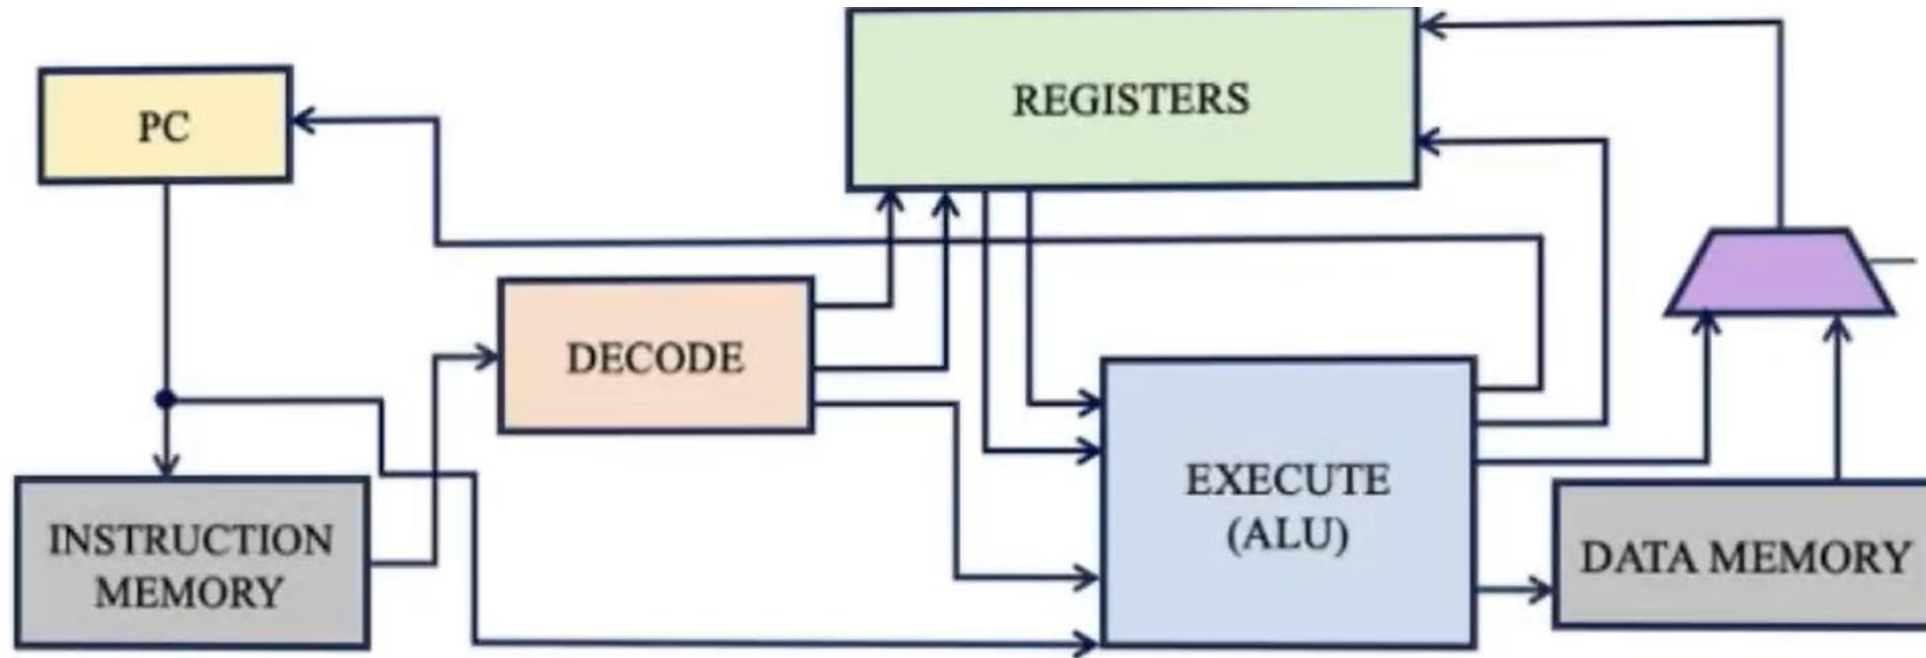 REGISTERS
PC
DECODE
EXECUTE
(ALU)
INSTRUCTION
MEMORY
DATA MEMORY